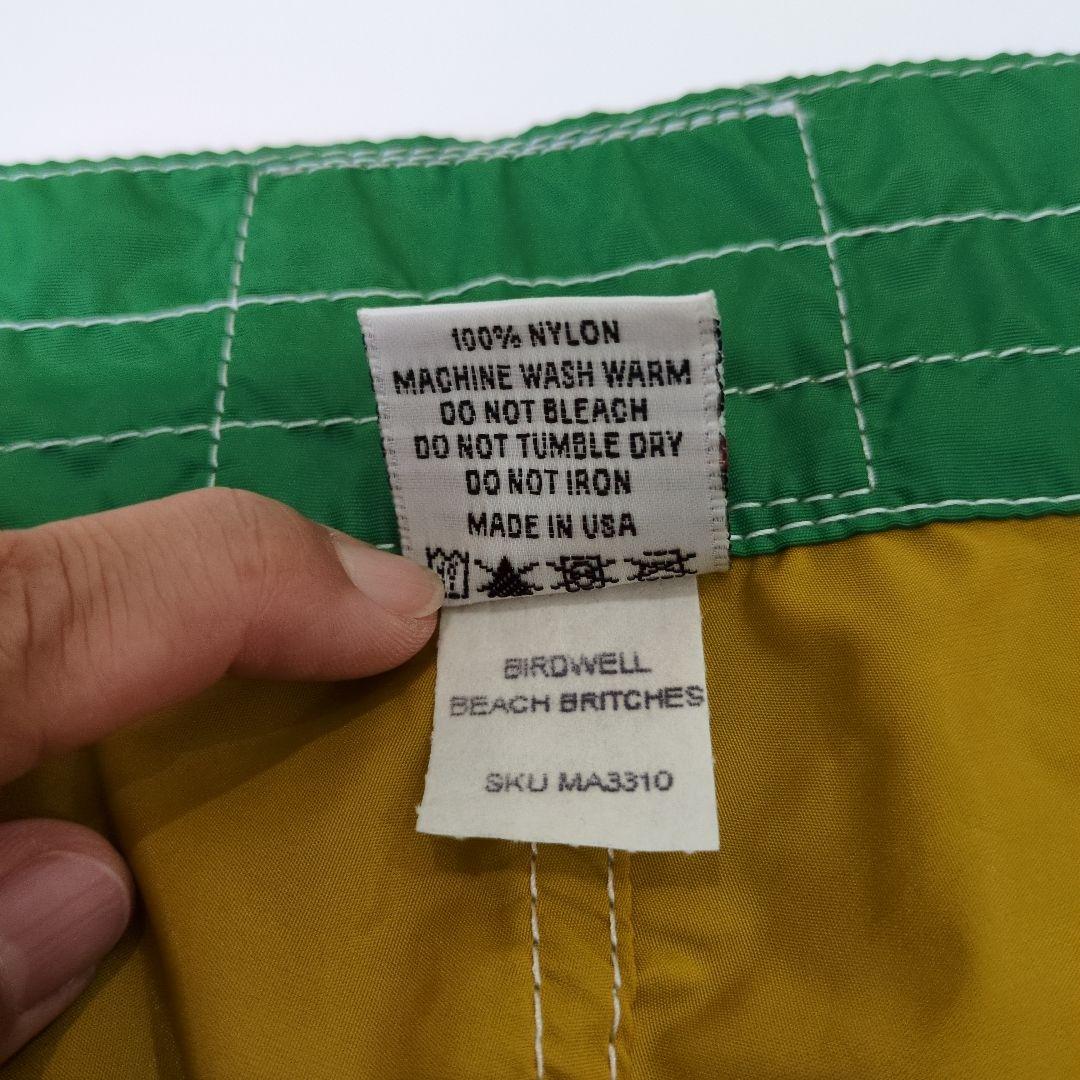 100% NYLON
MACHINE WASH WARM
DO NOT BLEACH
DO NOT TUMBLE DRY
DO NOT IRON
MADE IN USA
BIRDWELL
BEACH BRITCHES
SKU MA3310